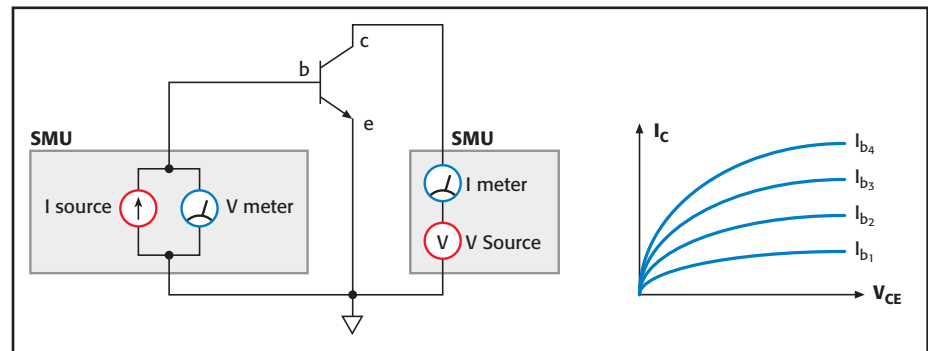 c
b
e
SMU
I source
V meter
SMU
I meter
V
V Source
I_C
I_b4
I_b3
I_b2
I_b1
V_CE